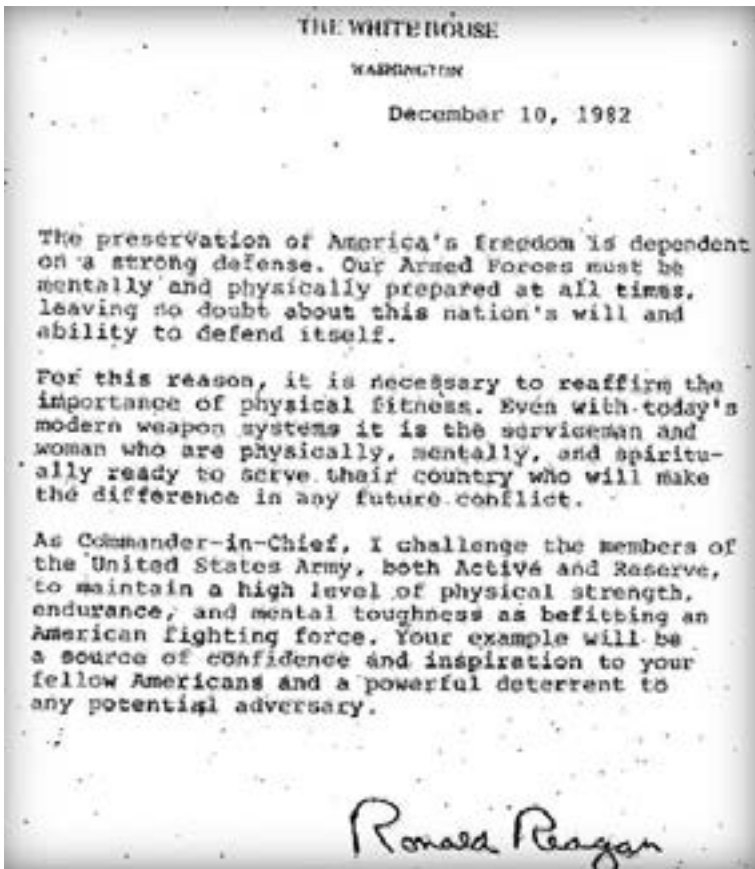 THE WHITE HOUSE
WASHINGTON
December 10, 1982
The preservation of America's freedom is dependent
on a strong defense. Our Armed Forces must be
mentally and physically prepared at all times,
leaving no doubt about this nation's will and
ability to defend itself.
For this reason, it is necessary to reaffirm the
importance of physical fitness. Even with today's
modern weapon systems it is the serviceman and
woman who are physically, mentally, and spiritu-
ally ready to serve their country who will make
the difference in any future conflict.
As Commander-in-Chief, I challenge the members of
the United States Army, both Active and Reserve,
to maintain a high level of physical strength,
endurance, and mental toughness as befitting an
American fighting force. Your example will be
a source of confidence and inspiration to your
fellow Americans and a powerful deterrent to
any potential adversary.
Ronald Reagan